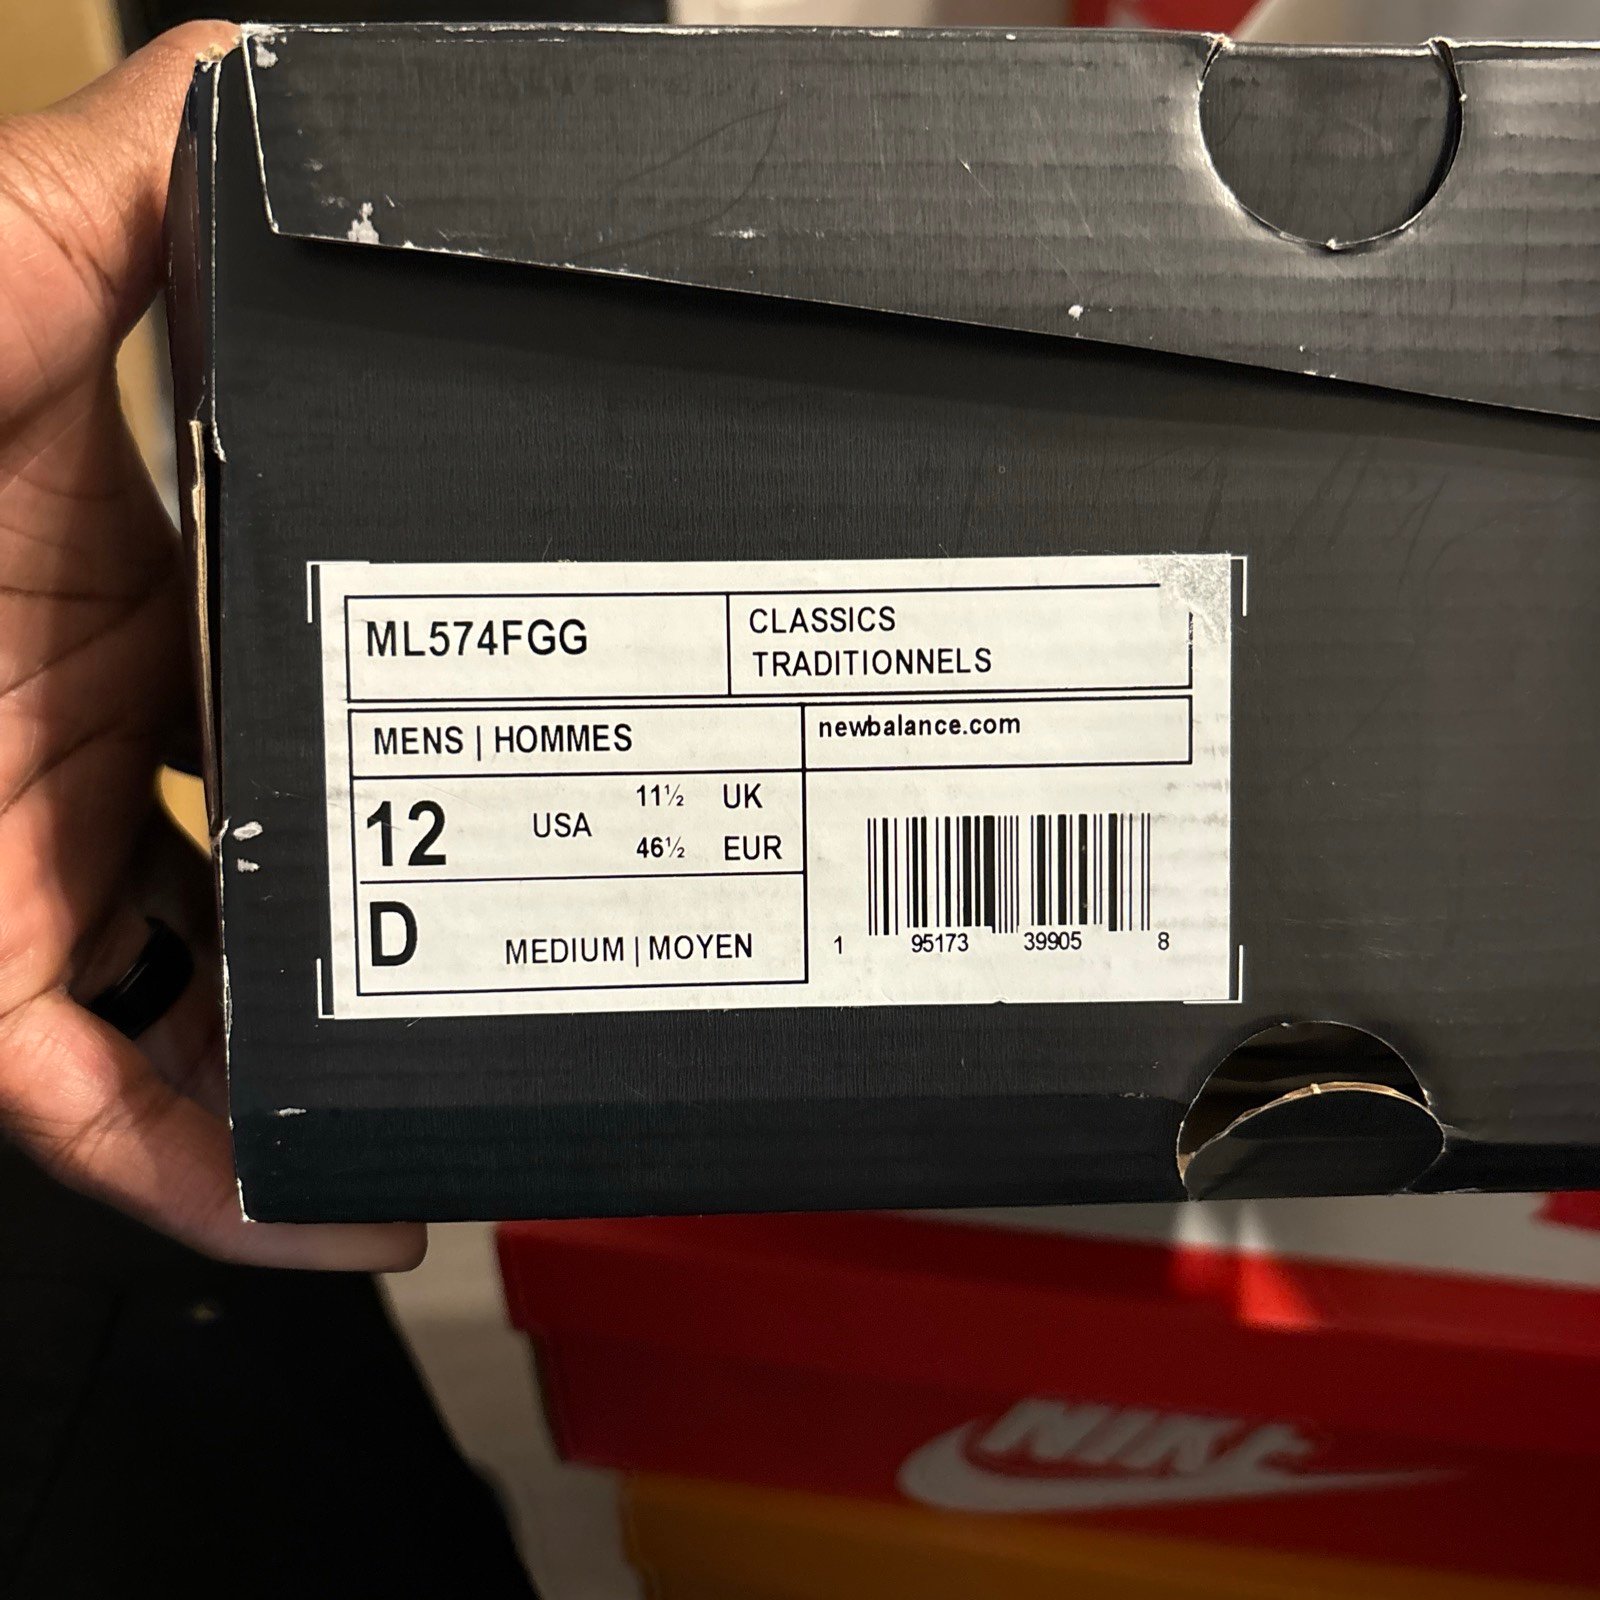 ML574FGG
CLASSICS
TRADITIONNELS
MENS | HOMMES
newbalance.com
12 USA 11½ UK
46½ EUR
D MEDIUM | MOYEN
1 95173 39905 8
NIKE